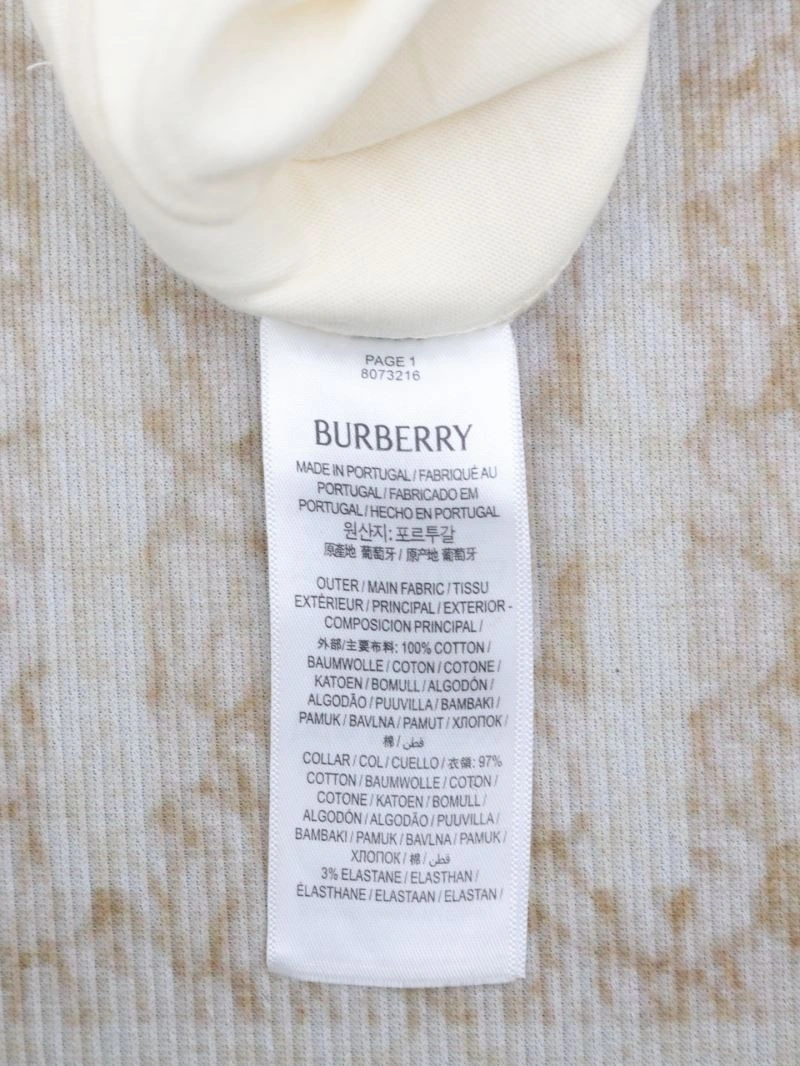 PAGE 1
8073216
BURBERRY
MADE IN PORTUGAL / FABRIQUÉ AU
PORTUGAL / FABRICADO EM
PORTUGAL / HECHO EN PORTUGAL
원산지: 포르투갈
原產地 葡萄牙 / 原产地 葡萄牙
OUTER / MAIN FABRIC / TISSU
EXTÉRIEUR / PRINCIPAL / EXTERIOR -
COMPOSICION PRINCIPAL /
外部/主要布料: 100% COTTON /
BAUMWOLLE / COTON / COTONE /
KATOEN / BOMULL / ALGODÓN /
ALGODÃO / PUUVILLA / BAMBAKI /
PAMUK / BAVLNA / PAMUT / ХЛОПОК /
棉 / قطن
COLLAR / COL / CUELLO / 衣領: 97%
COTTON / BAUMWOLLE / COTON /
COTONE / KATOEN / BOMULL /
ALGODÓN / ALGODÃO / PUUVILLA /
BAMBAKI / PAMUK / BAVLNA / PAMUK /
ХЛОПОК / 棉 / قطن
3% ELASTANE / ELASTHAN /
ÉLASTHANE / ELASTAAN / ELASTAN /